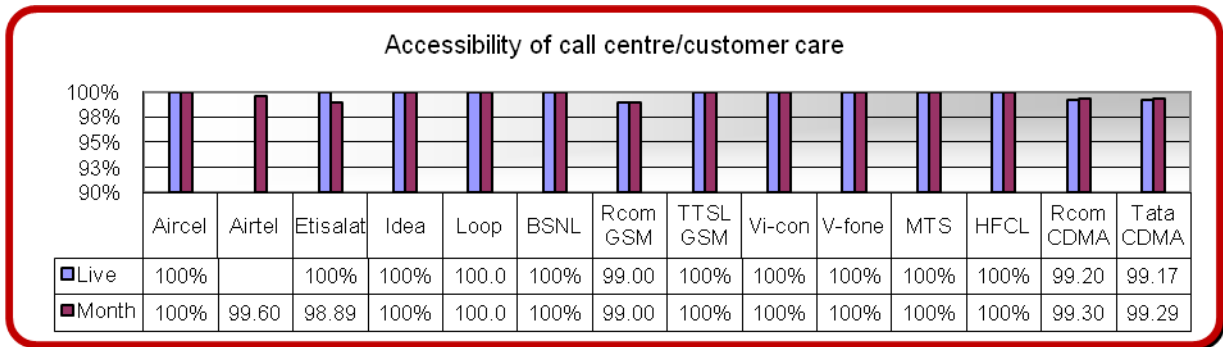 Accessibility of call centre/customer care
100%
98%
95%
93%
90%
Aircel Airtel Etisalat Idea Loop BSNL Rcom GSM TTSL GSM Vi-con V-fone MTS HFCL Rcom CDMA Tata CDMA
Live 100% 100% 100% 100.0 100% 99.00 100% 100% 100% 100% 100% 99.20 99.17
Month 100% 99.60 98.89 100% 100.0 100% 99.00 100% 100% 100% 100% 100% 99.30 99.29